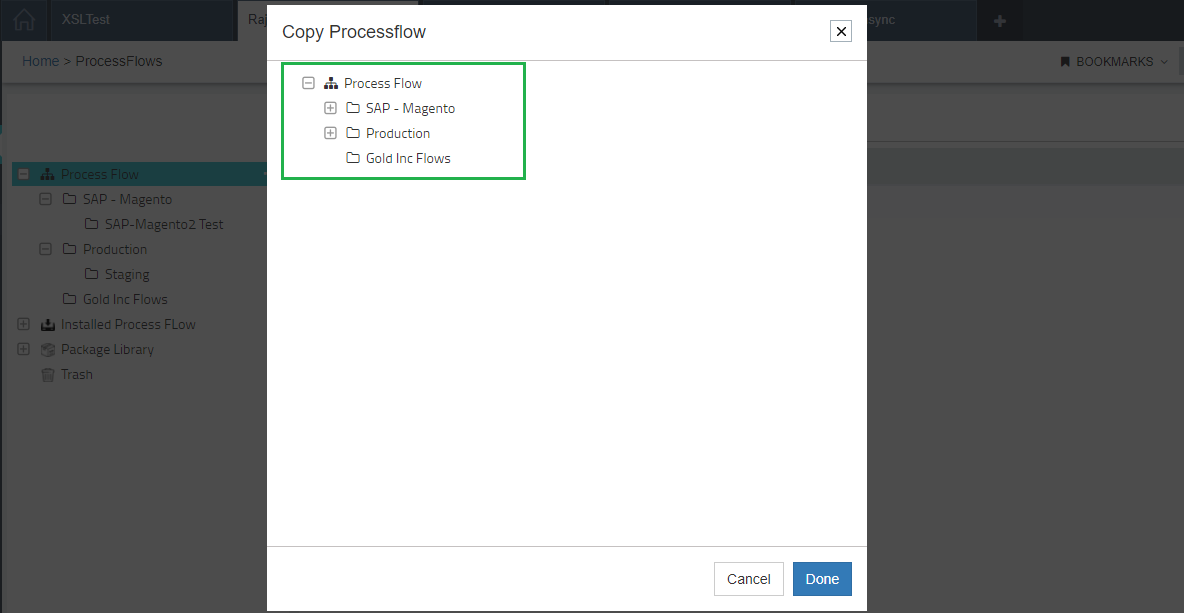 XSLTest
Raj
sync
Home > ProcessFlows
BOOKMARKS
Copy Processflow
Process Flow
SAP - Magento
Production
Gold Inc Flows
Process Flow
SAP - Magento
SAP-Magento2 Test
Production
Staging
Gold Inc Flows
Installed Process FLow
Package Library
Trash
Cancel
Done